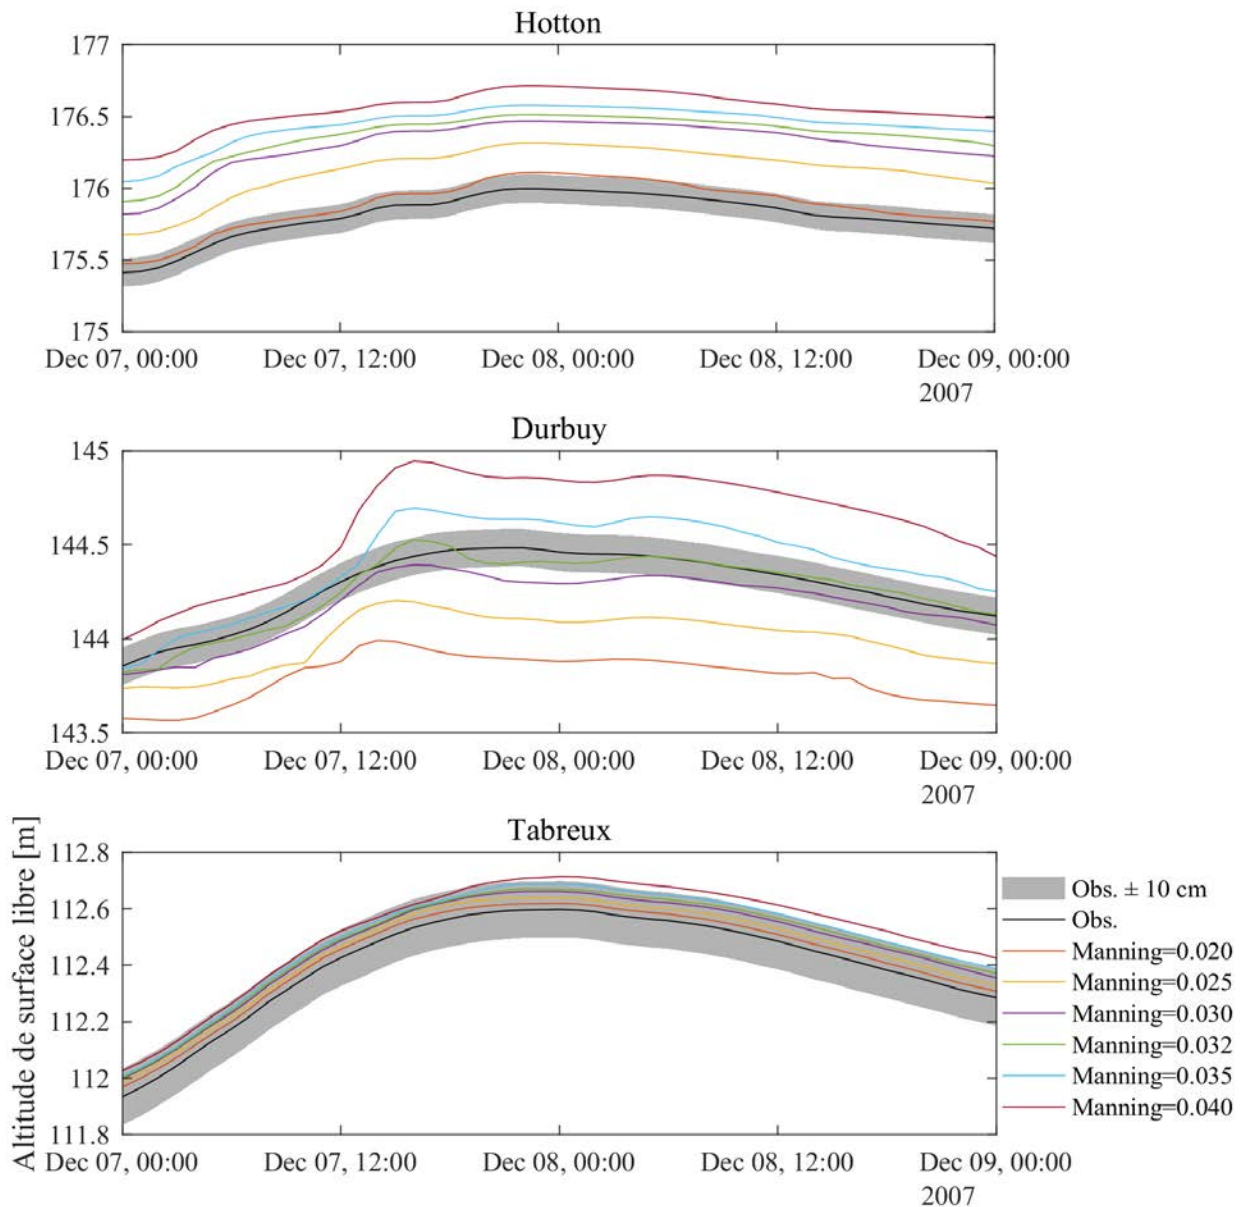 Hotton
177
176.5
176
175.5
175
Dec 07, 00:00 Dec 07, 12:00 Dec 08, 00:00 Dec 08, 12:00 Dec 09, 00:00
2007
Durbuy
145
144.5
144
143.5
Dec 07, 00:00 Dec 07, 12:00 Dec 08, 00:00 Dec 08, 12:00 Dec 09, 00:00
2007
Tabreux
Altitude de surface libre [m]
112.8
112.6
112.4
112.2
112
111.8
Dec 07, 00:00 Dec 07, 12:00 Dec 08, 00:00 Dec 08, 12:00 Dec 09, 00:00
2007
Obs. ± 10 cm
Obs.
Manning=0.020
Manning=0.025
Manning=0.030
Manning=0.032
Manning=0.035
Manning=0.040